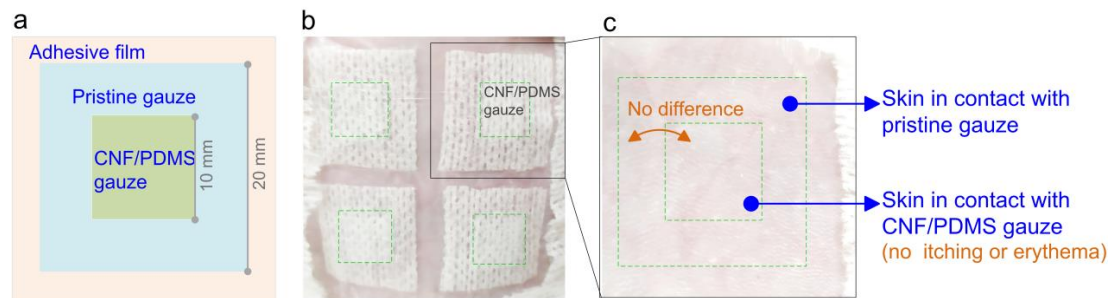 a
Adhesive film
Pristine gauze
CNF/PDMS
gauze
10 mm
20 mm
b
CNF/PDMS
gauze
c
No difference
Skin in contact with
pristine gauze
Skin in contact with
CNF/PDMS gauze
(no itching or erythema)